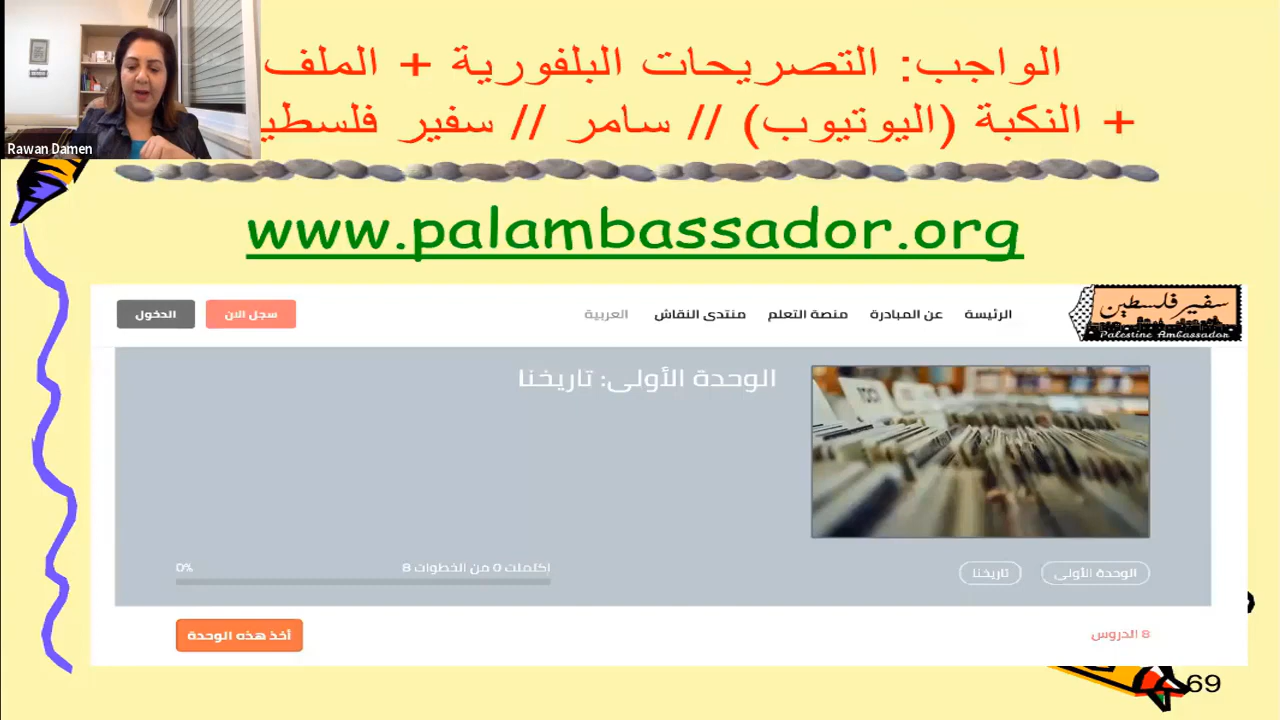 الواجب: التصريحات البلفورية + الملف
+ النكبة (اليوتيوب) // سامر // سفير
Rawan Damen
www.palambassador.org
سفير فلسطين
Palestine Ambassador
الرئيسة عن المبادرة منصة التعلم منتدى النقاش العربية سجل الان الدخول
الوحدة الأولى: تاريخنا
الوحدة الأولى تاريخنا
اكتملت 0 من الخطوات 8 0%
8 الدروس
أخذ هذه الوحدة
69